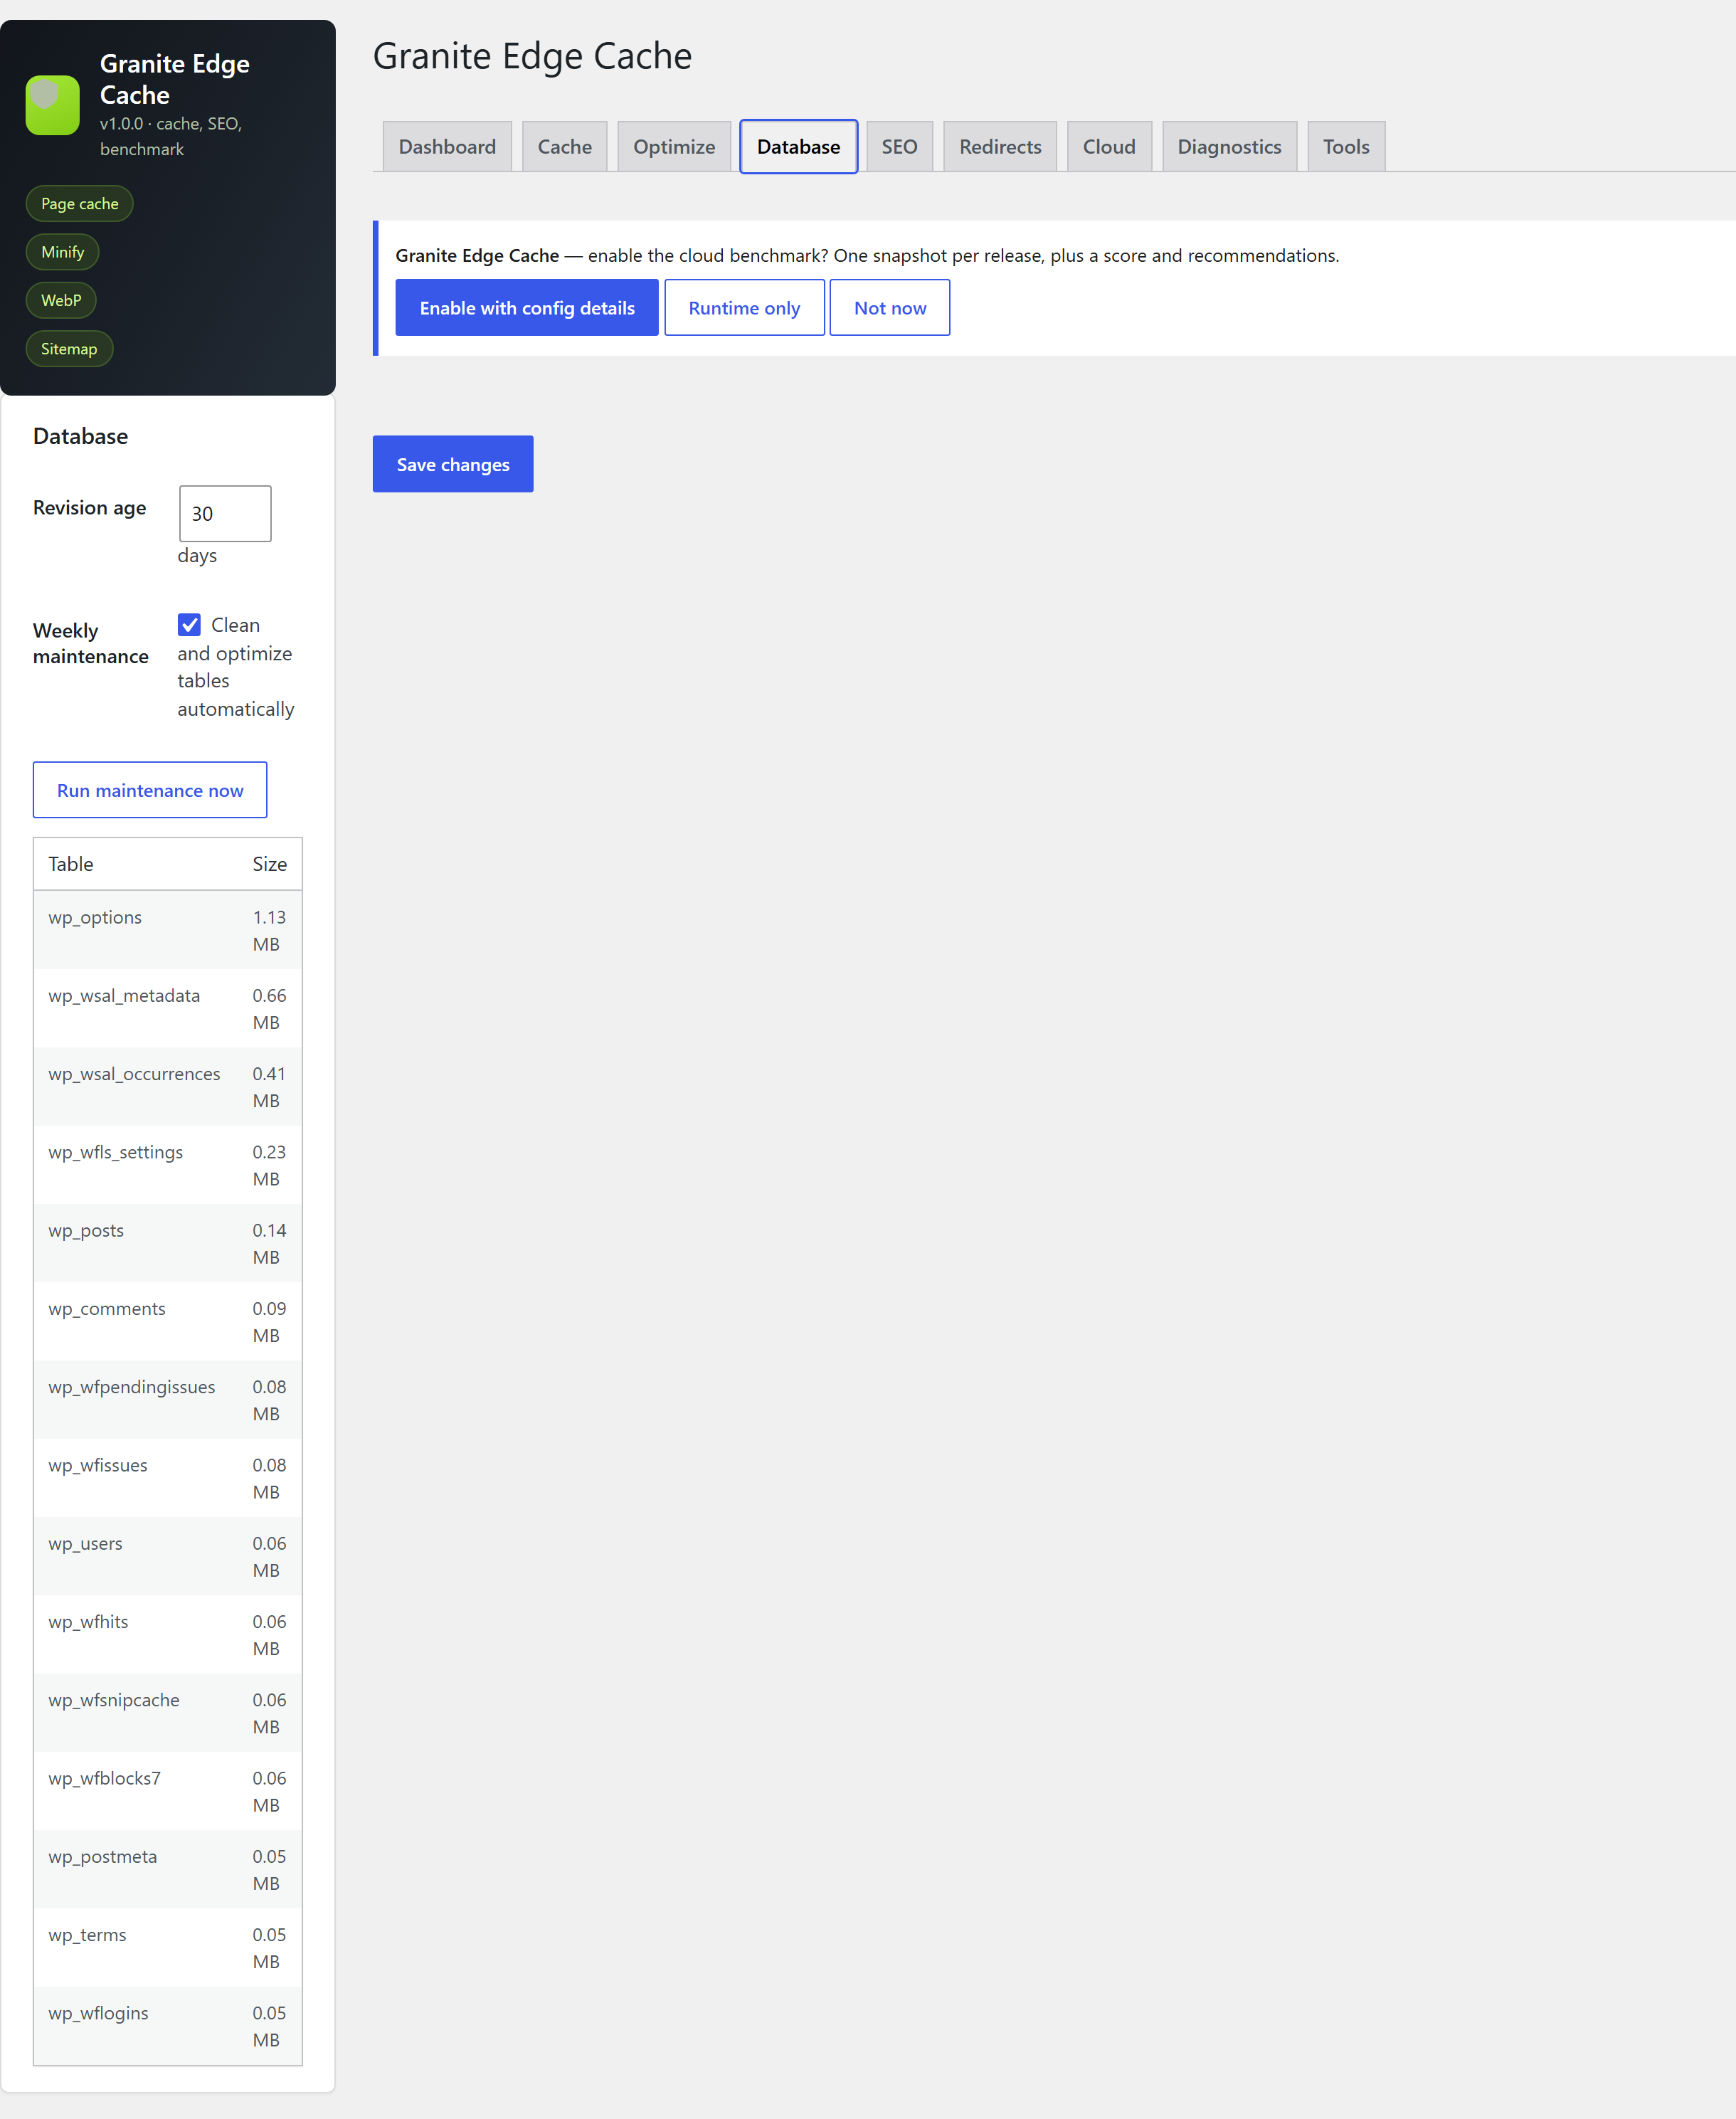 Granite Edge
Cache
v1.0.0 · cache, SEO,
benchmark
Page cache
Minify
WebP
Sitemap
Database
Revision age
30
days
Weekly
maintenance
Clean
and optimize
tables
automatically
Run maintenance now
Table Size
wp_options 1.13
MB
wp_wsal_metadata 0.66
MB
wp_wsal_occurrences 0.41
MB
wp_wfls_settings 0.23
MB
wp_posts 0.14
MB
wp_comments 0.09
MB
wp_wfpendingissues 0.08
MB
wp_wfissues 0.08
MB
wp_users 0.06
MB
wp_wfhits 0.06
MB
wp_wfsnipcache 0.06
MB
wp_wfblocks7 0.06
MB
wp_postmeta 0.05
MB
wp_terms 0.05
MB
wp_wflogins 0.05
MB
Granite Edge Cache
Dashboard Cache Optimize Database SEO Redirects Cloud Diagnostics Tools
Granite Edge Cache — enable the cloud benchmark? One snapshot per release, plus a score and recommendations.
Enable with config details Runtime only Not now
Save changes